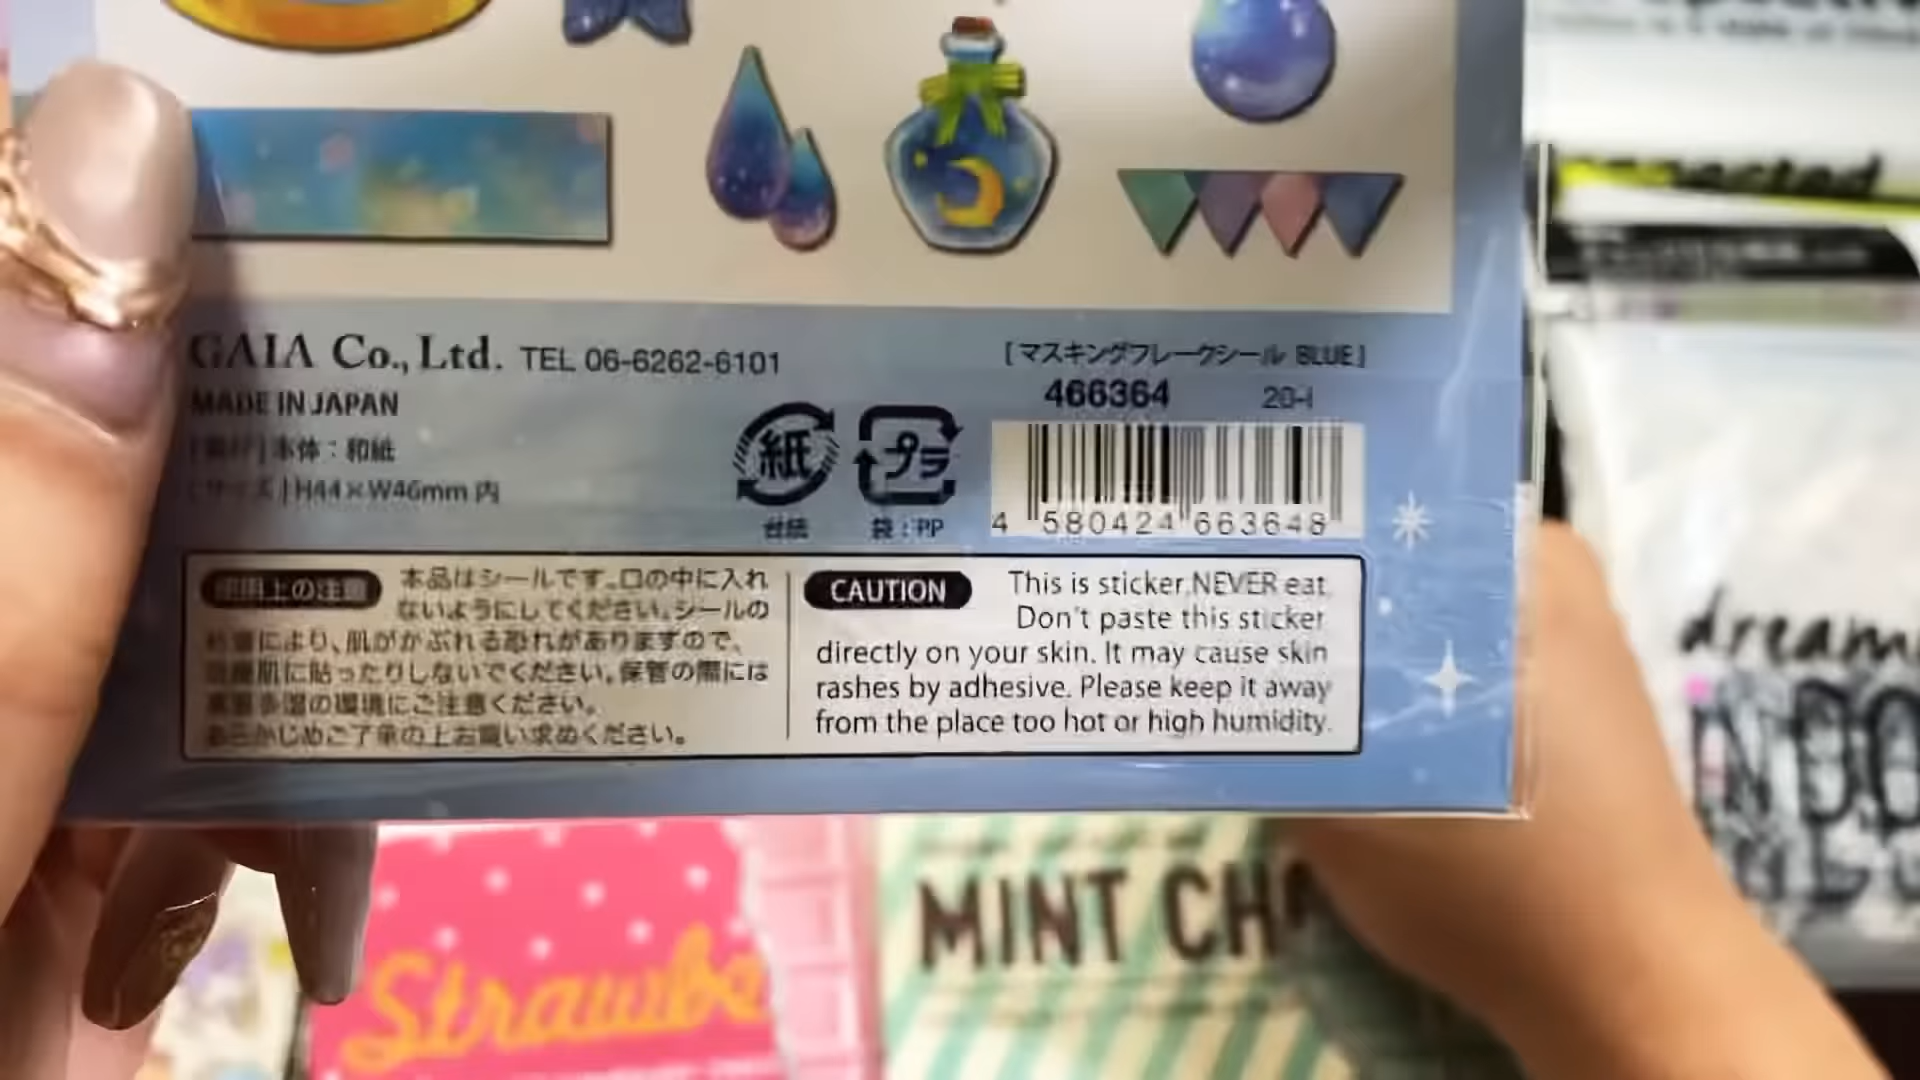 GAIA Co., Ltd. TEL 06-6262-6101
MADE IN JAPAN
本体：和紙
H44×W46mm 内
[マスキングフレークシール BLUE]
466364 20-I
紙
台紙
プラ
袋：PP
4 580424 663648
使用上の注意 本品はシールです。口の中に入れ
ないようにしてください。シールの
粘着により、肌がかぶれる恐れがありますので、
直接肌に貼ったりしないでください。保管の際には
高温多湿の環境にご注意ください。
あらかじめご了承の上お買い求めください。
CAUTION This is sticker.NEVER eat.
Don't paste this sticker
directly on your skin. It may cause skin
rashes by adhesive. Please keep it away
from the place too hot or high humidity.
Strawbe
MINT CH
dream